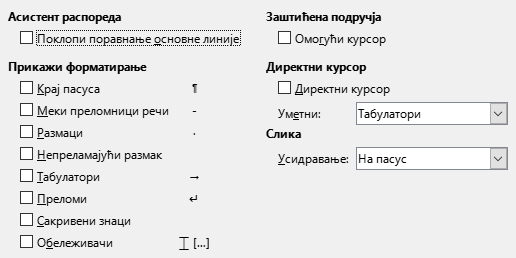 Асистент распореда
Поклопи поравнање основне линије
Прикажи форматирање
Крај пасуса ¶
Меки преломници речи -
Размаци ·
Непреламајући размак
Табулатори →
Преломи ↵
Сакривени знаци
Обележивачи [...]
Заштићена подручја
Омогући курсор
Директни курсор
Директни курсор
Уметни: Табулатори
Слика
Усидравање: На пасус